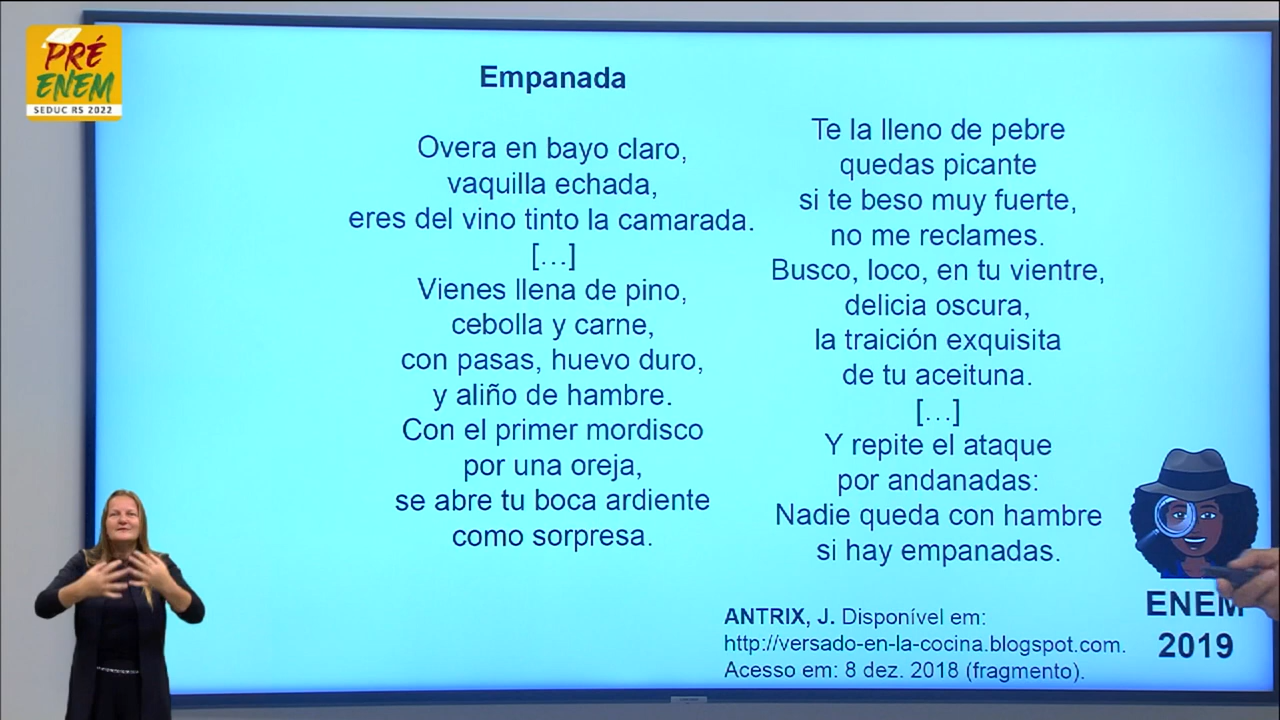 PRÉ
ENEM
SEDUC RS 2022
Empanada
Overa en bayo claro,
vaquilla echada,
eres del vino tinto la camarada.
[…]
Vienes llena de pino,
cebolla y carne,
con pasas, huevo duro,
y aliño de hambre.
Con el primer mordisco
por una oreja,
se abre tu boca ardiente
como sorpresa.
Te la lleno de pebre
quedas picante
si te beso muy fuerte,
no me reclames.
Busco, loco, en tu vientre,
delicia oscura,
la traición exquisita
de tu aceituna.
[…]
Y repite el ataque
por andanadas:
Nadie queda con hambre
si hay empanadas.
ANTRIX, J. Disponível em:
http://versado-en-la-cocina.blogspot.com.
Acesso em: 8 dez. 2018 (fragmento).
ENEM
2019